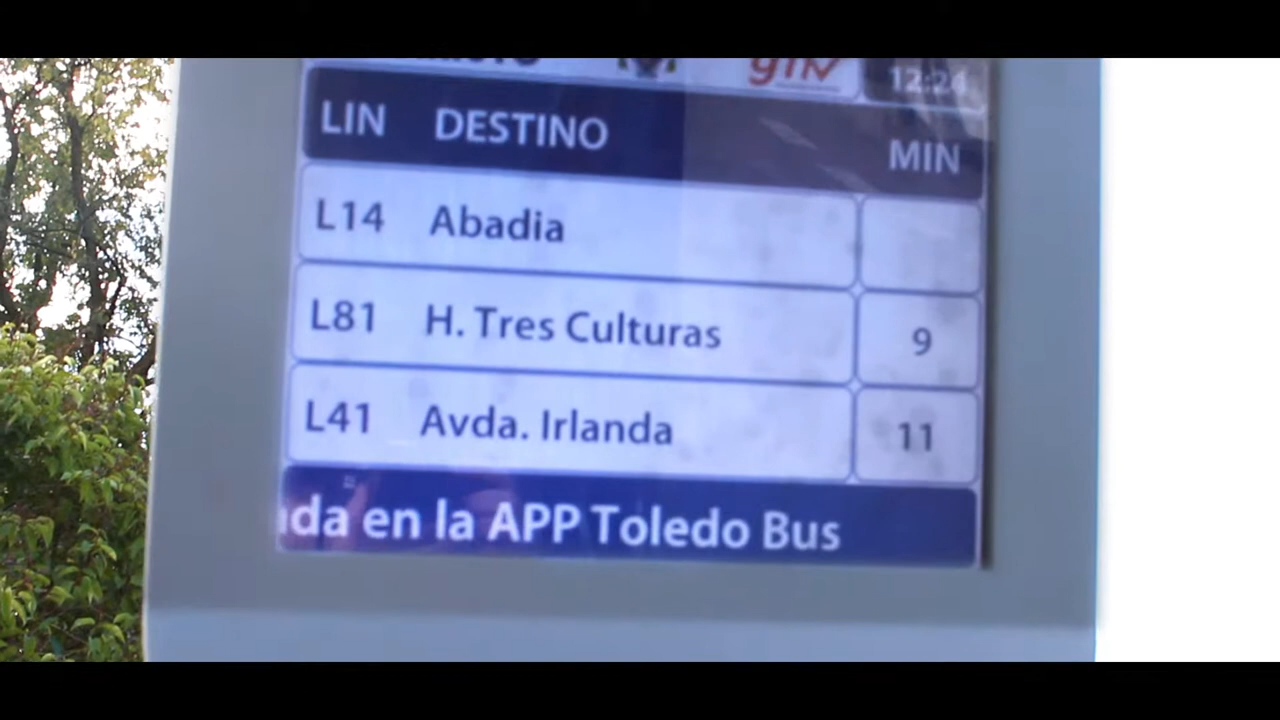 12:24
LIN DESTINO MIN
L14 Abadia
L81 H. Tres Culturas 9
L41 Avda. Irlanda 11
da en la APP Toledo Bus